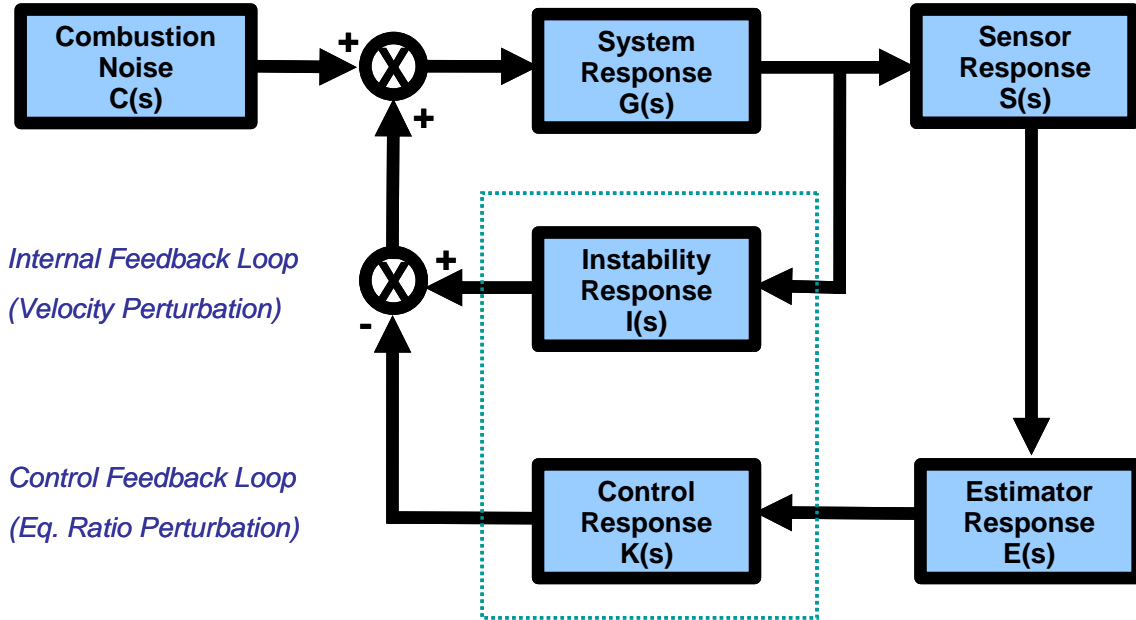 Combustion
Noise
C(s)
+
X
System
Response
G(s)
Sensor
Response
S(s)
+
Internal Feedback Loop
(Velocity Perturbation)
X
+
-
Instability
Response
I(s)
Control Feedback Loop
(Eq. Ratio Perturbation)
Control
Response
K(s)
Estimator
Response
E(s)